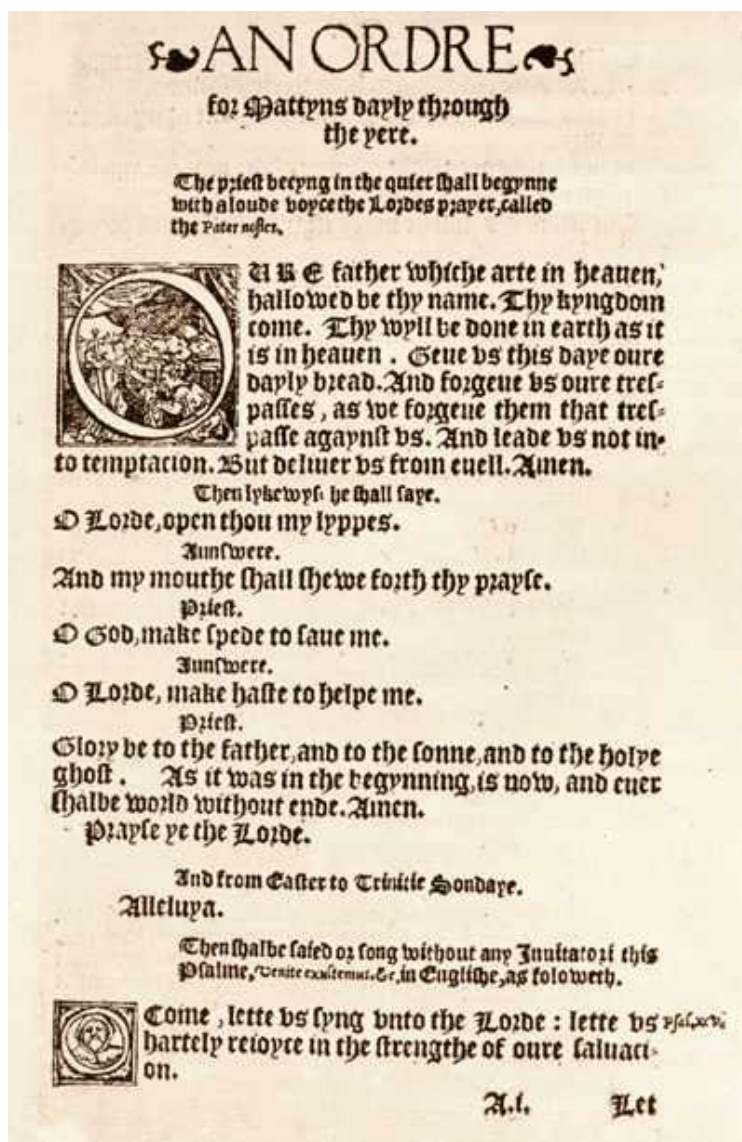 AN ORDRE
for Mattyns dayly through
the yere.
The priest beeyng in the quier shall begynne
with a loude voyce the Lordes prayer, called
the Pater noster.
OURE father whiche arte in heauen,
hallowed be thy name. Thy kyngdom
come. Thy wyll be done in earth as it
is in heauen. Geue vs this daye oure
dayly bread. And forgeue vs oure tres-
passes, as we forgeue them that tres-
passe agaynst vs. And leade vs not in-
to temptacion. But deliuer vs from euell. Amen.
Then lykewyse he shall saye.
O Lorde, open thou my lyppes.
Aunswere.
And my mouthe shall shewe forth thy prayse.
Priest.
O God, make spede to saue me.
Aunswere.
O Lorde, make haste to helpe me.
Priest.
Glory be to the father, and to the sonne, and to the holye
ghost. As it was in the begynning, is now, and euer
shalbe world without ende. Amen.
Prayse ye the Lorde.
And from Easter to Trinitie Sondaye.
Alleluya.
Then shalbe saied or song without any Inuitatori this
Psalme, Venite exultemus. &c, in Englishe, as foloweth.
O Come, lette vs syng vnto the Lorde : lette vs Psal. xcv.
hartely reioyce in the strengthe of oure saluaci-
on.
A.i. Let